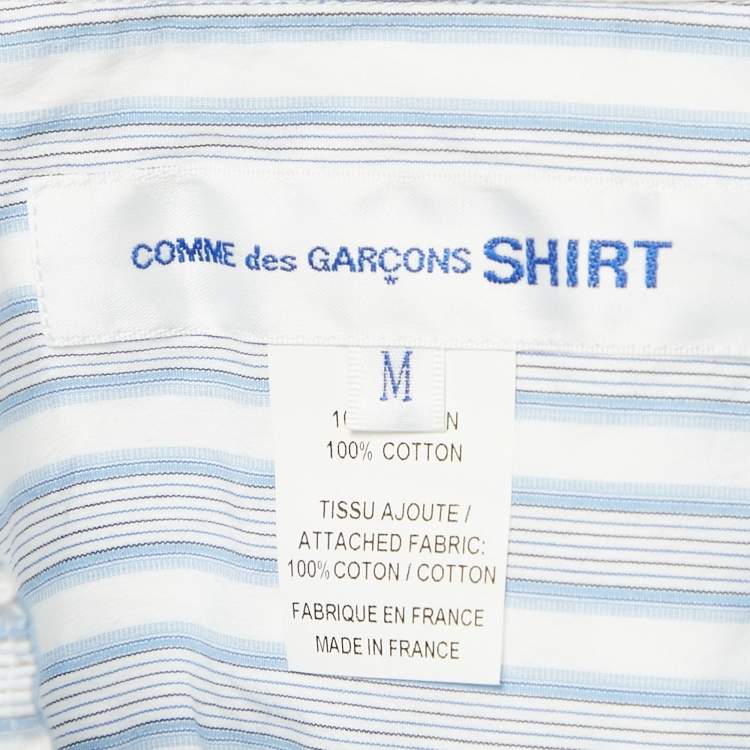 COMME des GARÇONS SHIRT
*
M
100% COTTON
TISSU AJOUTE /
ATTACHED FABRIC:
100% COTON / COTTON
FABRIQUE EN FRANCE
MADE IN FRANCE